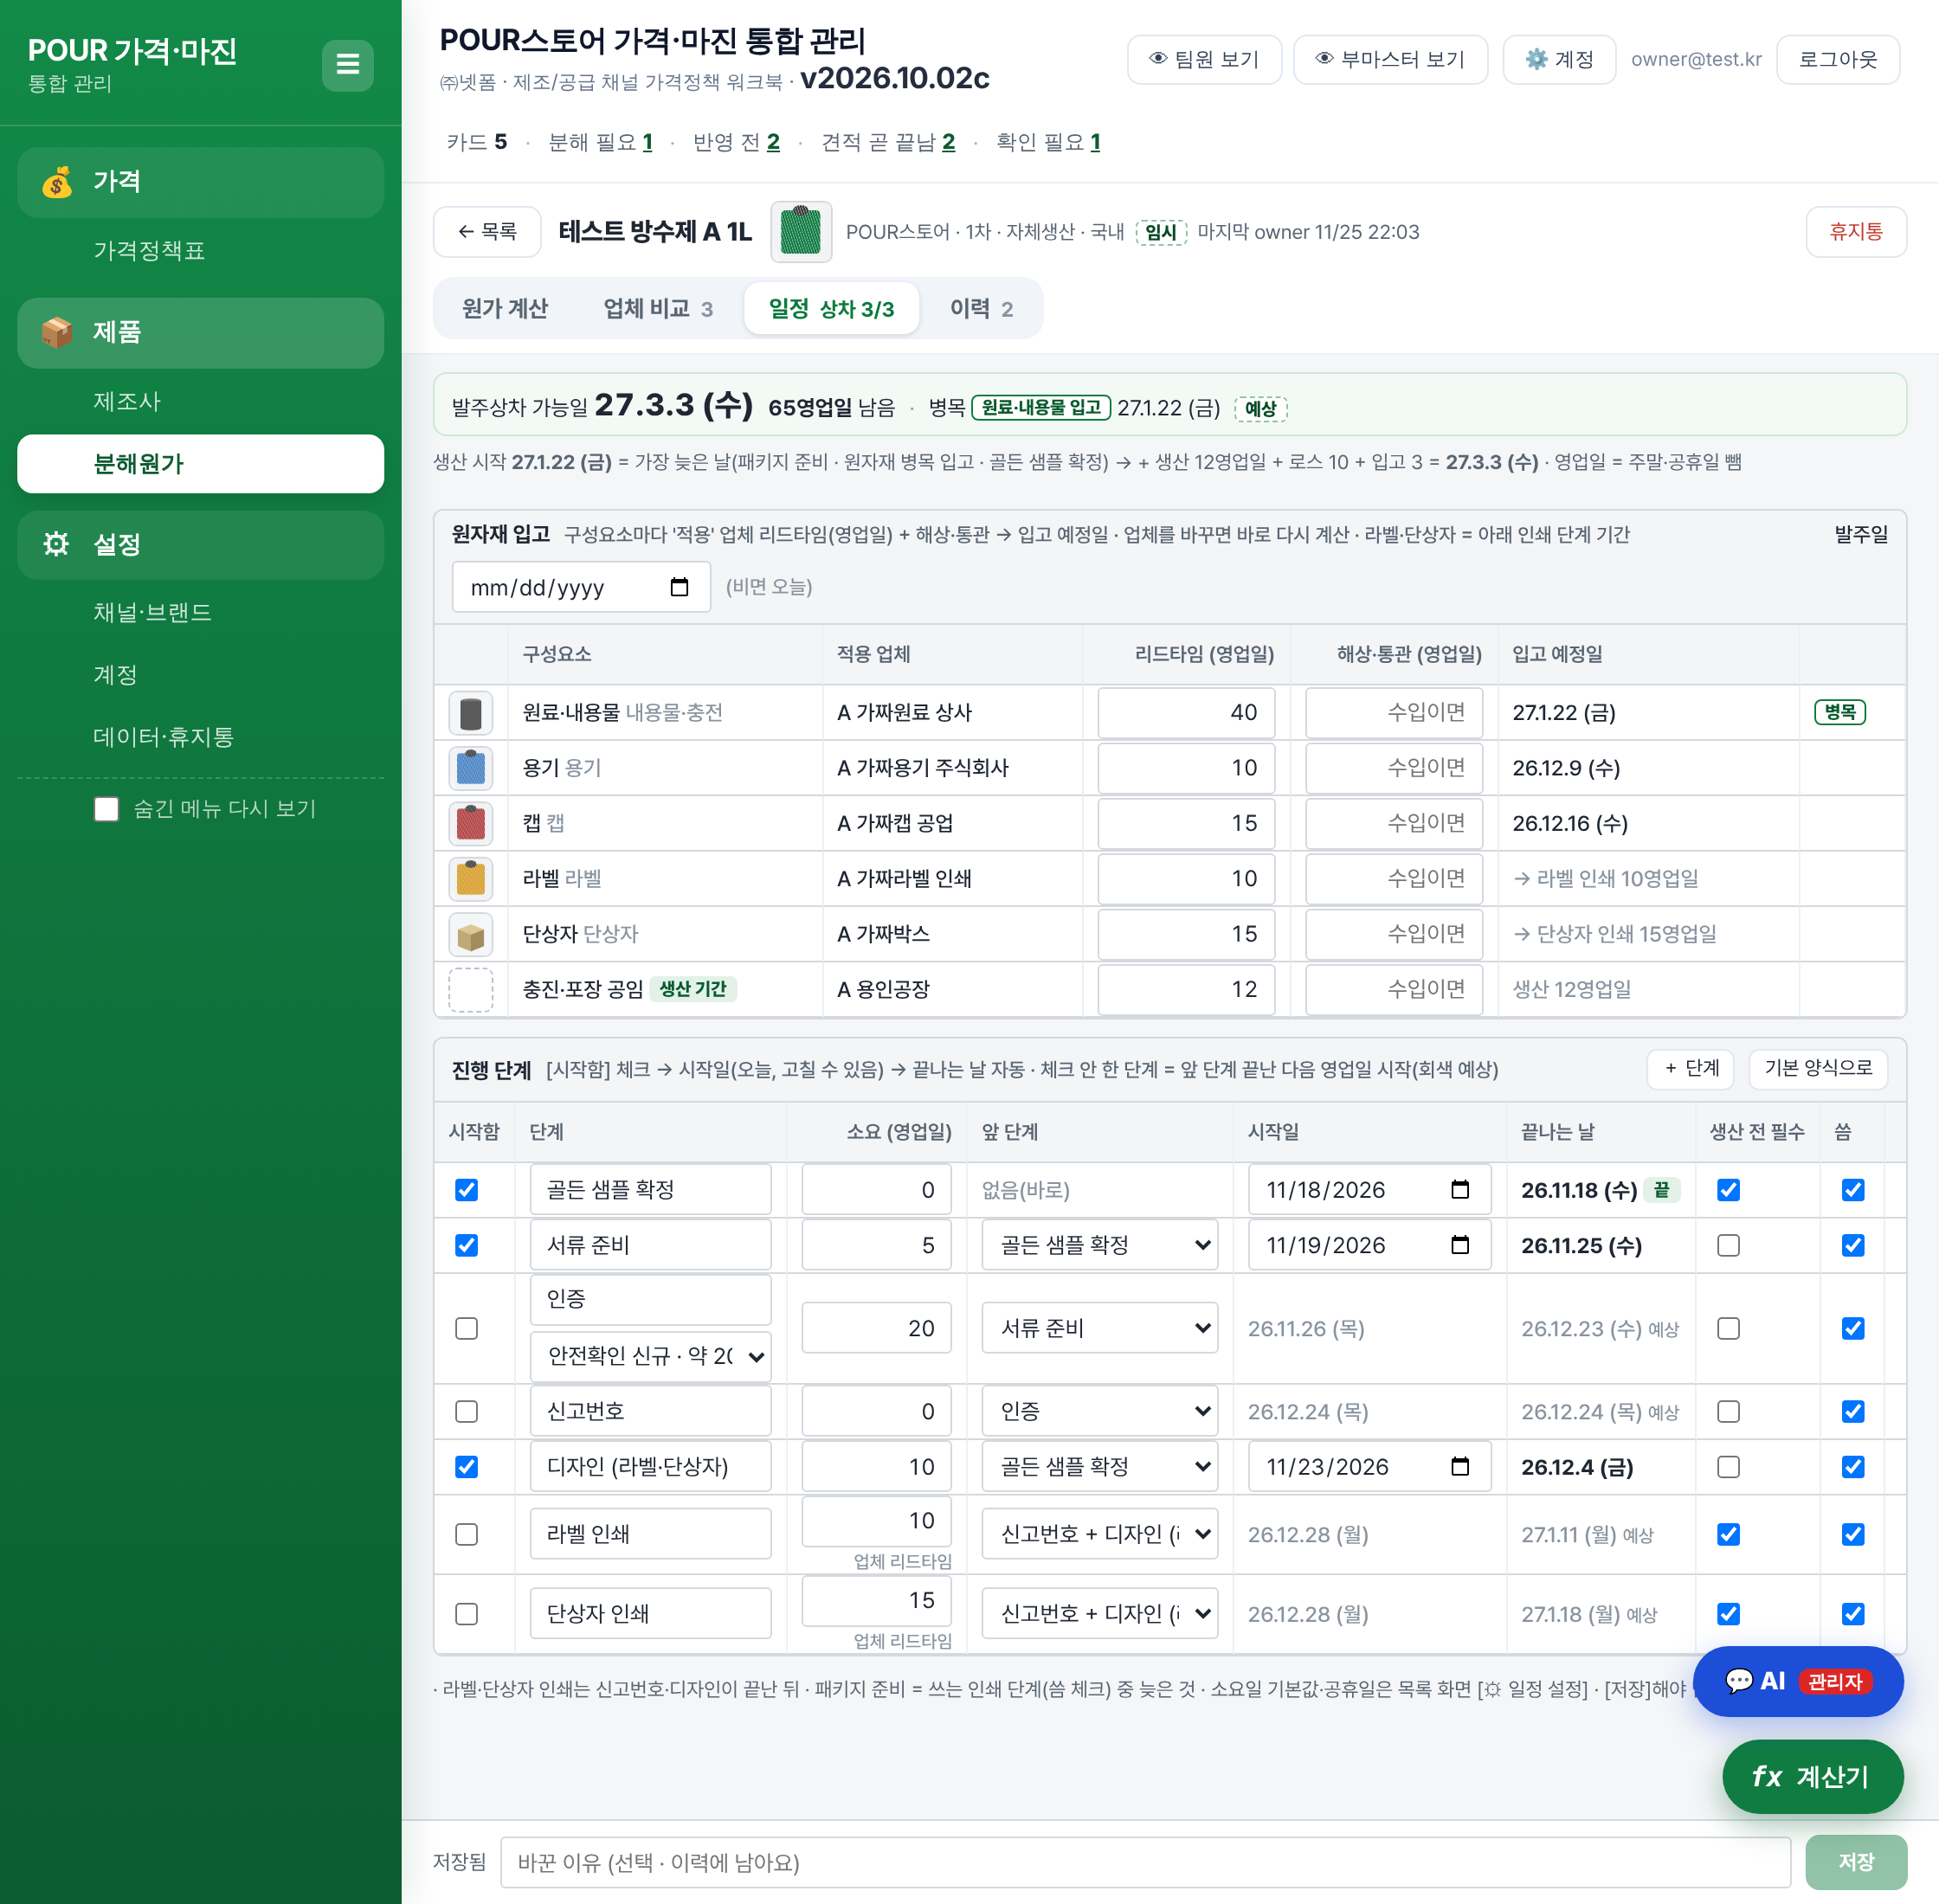 POUR 가격·마진
통합 관리
☰
💰 가격
가격정책표
📦 제품
제조사
분해원가
설정
채널·브랜드
계정
데이터·휴지통
숨긴 메뉴 다시 보기
POUR스토어 가격·마진 통합 관리
㈜넷폼 · 제조/공급 채널 가격정책 워크북 · v2026.10.02c
👁 팀원 보기
👁 부마스터 보기
⚙️ 계정
owner@test.kr
로그아웃
카드 5 · 분해 필요 1 · 반영 전 2 · 견적 곧 끝남 2 · 확인 필요 1
← 목록
테스트 방수제 A 1L
POUR스토어 · 1차 · 자체생산 · 국내 임시 마지막 owner 11/25 22:03
휴지통
원가 계산
업체 비교 3
일정 상차 3/3
이력 2
발주상차 가능일 27.3.3 (수) 65영업일 남음 · 병목 원료·내용물 입고 27.1.22 (금) 예상
생산 시작 27.1.22 (금) = 가장 늦은 날(패키지 준비 · 원자재 병목 입고 · 골든 샘플 확정) → + 생산 12영업일 + 로스 10 + 입고 3 = 27.3.3 (수) · 영업일 = 주말·공휴일 뺌
원자재 입고 구성요소마다 '적용' 업체 리드타임(영업일) + 해상·통관 → 입고 예정일 · 업체를 바꾸면 바로 다시 계산 · 라벨·단상자 = 아래 인쇄 단계 기간 발주일
mm/dd/yyyy (비면 오늘)
구성요소 적용 업체 리드타임 (영업일) 해상·통관 (영업일) 입고 예정일
원료·내용물 내용물·충전 A 가짜원료 상사 40 수입이면 27.1.22 (금) 병목
용기 용기 A 가짜용기 주식회사 10 수입이면 26.12.9 (수)
캡 캡 A 가짜캡 공업 15 수입이면 26.12.16 (수)
라벨 라벨 A 가짜라벨 인쇄 10 수입이면 → 라벨 인쇄 10영업일
단상자 단상자 A 가짜박스 15 수입이면 → 단상자 인쇄 15영업일
충진·포장 공임 생산 기간 A 용인공장 12 수입이면 생산 12영업일
진행 단계 [시작함] 체크 → 시작일(오늘, 고칠 수 있음) → 끝나는 날 자동 · 체크 안 한 단계 = 앞 단계 끝난 다음 영업일 시작(회색 예상) + 단계 기본 양식으로
시작함 단계 소요 (영업일) 앞 단계 시작일 끝나는 날 생산 전 필수 씀
골든 샘플 확정 0 없음(바로) 11/18/2026 26.11.18 (수) 끝
서류 준비 5 골든 샘플 확정 11/19/2026 26.11.25 (수)
인증 20 서류 준비 26.11.26 (목) 26.12.23 (수) 예상
안전확인 신규 · 약 20
신고번호 0 인증 26.12.24 (목) 26.12.24 (목) 예상
디자인 (라벨·단상자) 10 골든 샘플 확정 11/23/2026 26.12.4 (금)
라벨 인쇄 10 신고번호 + 디자인 ( 26.12.28 (월) 27.1.11 (월) 예상
업체 리드타임
단상자 인쇄 15 신고번호 + 디자인 ( 26.12.28 (월) 27.1.18 (월) 예상
업체 리드타임
· 라벨·단상자 인쇄는 신고번호·디자인이 끝난 뒤 · 패키지 준비 = 쓰는 인쇄 단계(씀 체크) 중 늦은 것 · 소요일 기본값·공휴일은 목록 화면 [⚙ 일정 설정] · [저장]해야
💬 AI 관리자
fx 계산기
저장됨
바꾼 이유 (선택 · 이력에 남아요)
저장